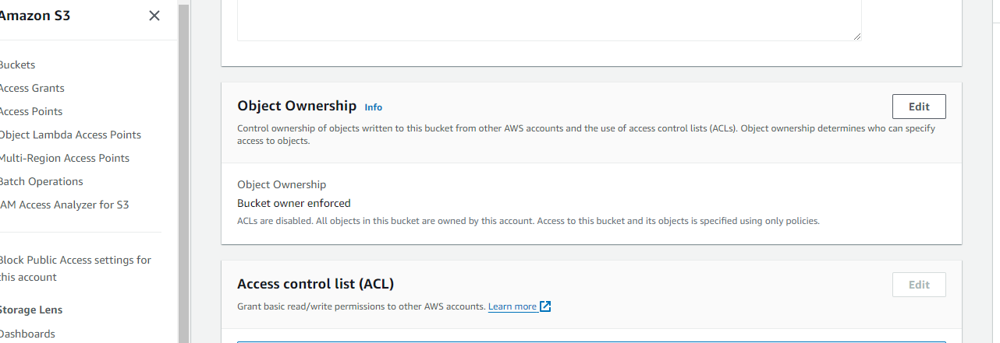 Amazon S3
Buckets
Access Grants
Access Points
Object Lambda Access Points
Multi-Region Access Points
Batch Operations
IAM Access Analyzer for S3
Block Public Access settings for
this account
Storage Lens
Dashboards
Object Ownership Info
Edit
Control ownership of objects written to this bucket from other AWS accounts and the use of access control lists (ACLs). Object ownership determines who can specify
access to objects.
Object Ownership
Bucket owner enforced
ACLs are disabled. All objects in this bucket are owned by this account. Access to this bucket and its objects is specified using only policies.
Access control list (ACL)
Edit
Grant basic read/write permissions to other AWS accounts. Learn more